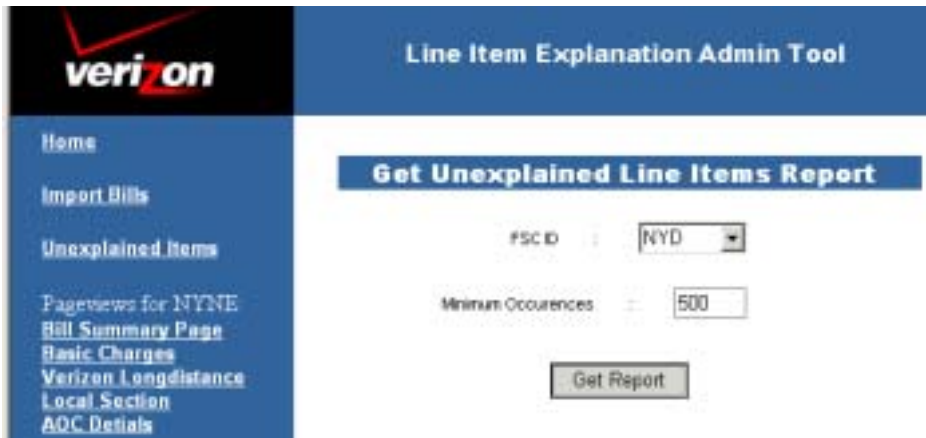 verizon
Line Item Explanation Admin Tool
Home
Import Bills
Unexplained Items
Pageviews for NYNE
Bill Summary Page
Basic Charges
Verizon Longdistance
Local Section
AOC Detials
Get Unexplained Line Items Report
FSC ID : NYD
Minimum Occurences : 500
Get Report